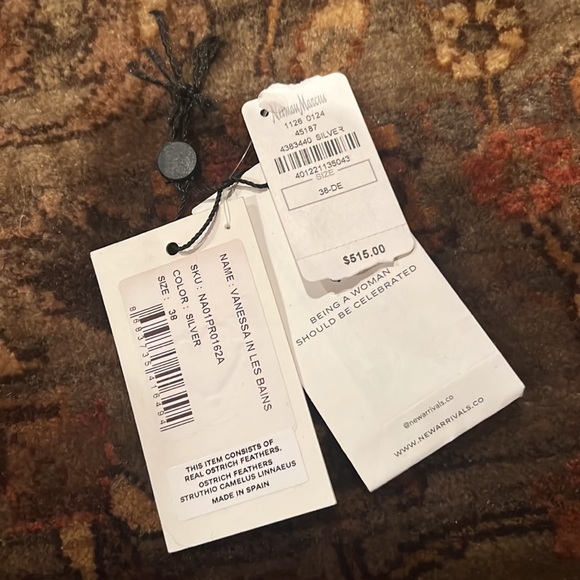 Neiman Marcus
1126 0124
45187
4383440 SILVER
401221135043
SIZE
38-DE
$515.00
BEING A WOMAN
SHOULD BE CELEBRATED
@newarrivals.co
WWW.NEWARRIVALS.CO
NAME : VANESSA IN LES BAINS
SKU : NA01PR0162A
COLOR : SILVER
SIZE : 38
THIS ITEM CONSISTS OF
REAL OSTRICH FEATHERS.
OSTRICH FEATHERS
STRUTHIO CAMELUS LINNAEUS
MADE IN SPAIN